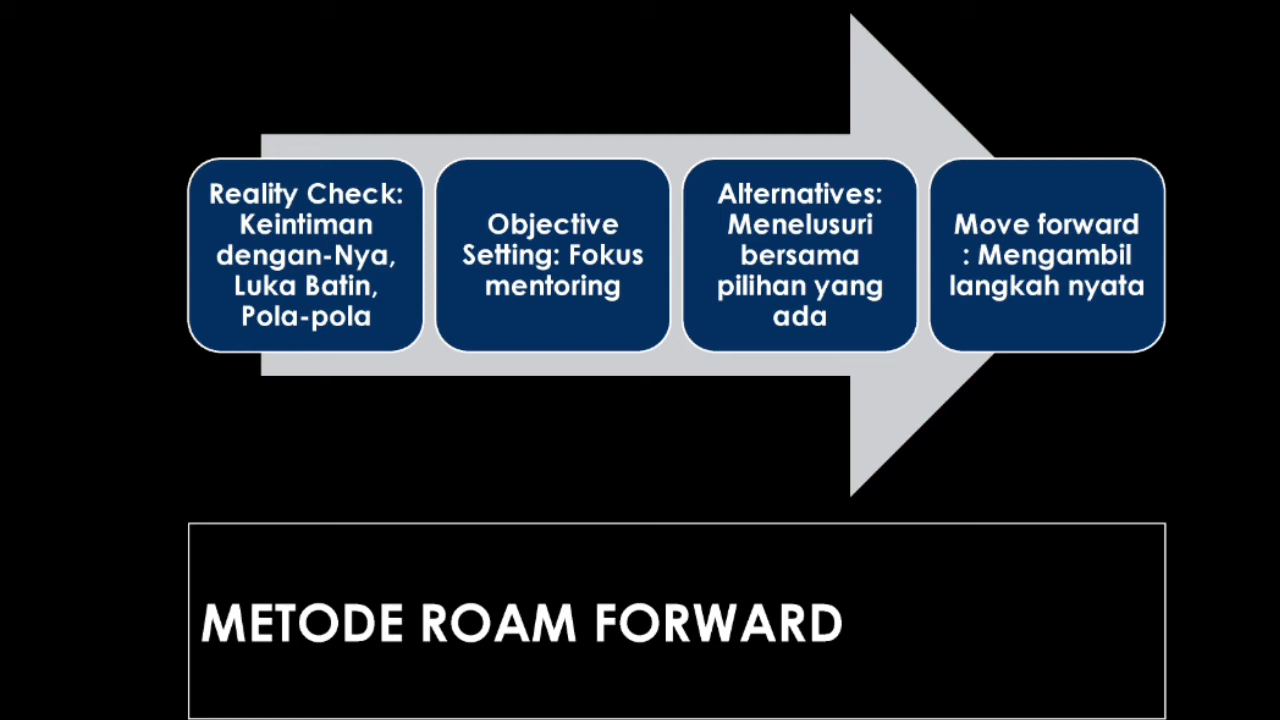 Reality Check:
Keintiman
dengan-Nya,
Luka Batin,
Pola-pola
Objective
Setting: Fokus
mentoring
Alternatives:
Menelusuri
bersama
pilihan yang
ada
Move forward
: Mengambil
langkah nyata
METODE ROAM FORWARD